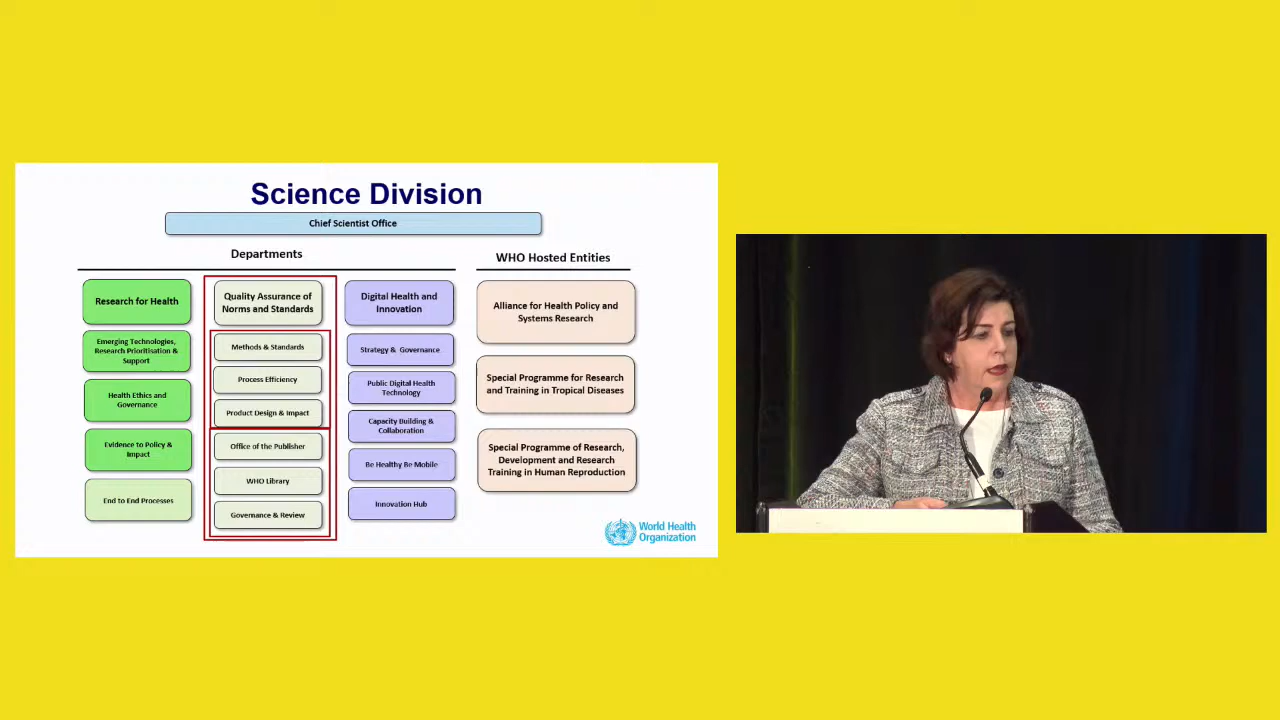 Science Division
Chief Scientist Office
Departments
WHO Hosted Entities
Research for Health
Emerging Technologies,
Research Prioritisation &
Support
Health Ethics and
Governance
Evidence to Policy &
Impact
End to End Processes
Quality Assurance of
Norms and Standards
Methods & Standards
Process Efficiency
Product Design & Impact
Office of the Publisher
WHO Library
Governance & Review
Digital Health and
Innovation
Strategy & Governance
Public Digital Health
Technology
Capacity Building &
Collaboration
Be Healthy Be Mobile
Innovation Hub
Alliance for Health Policy and
Systems Research
Special Programme for Research
and Training in Tropical Diseases
Special Programme of Research,
Development and Research
Training in Human Reproduction
World Health
Organization